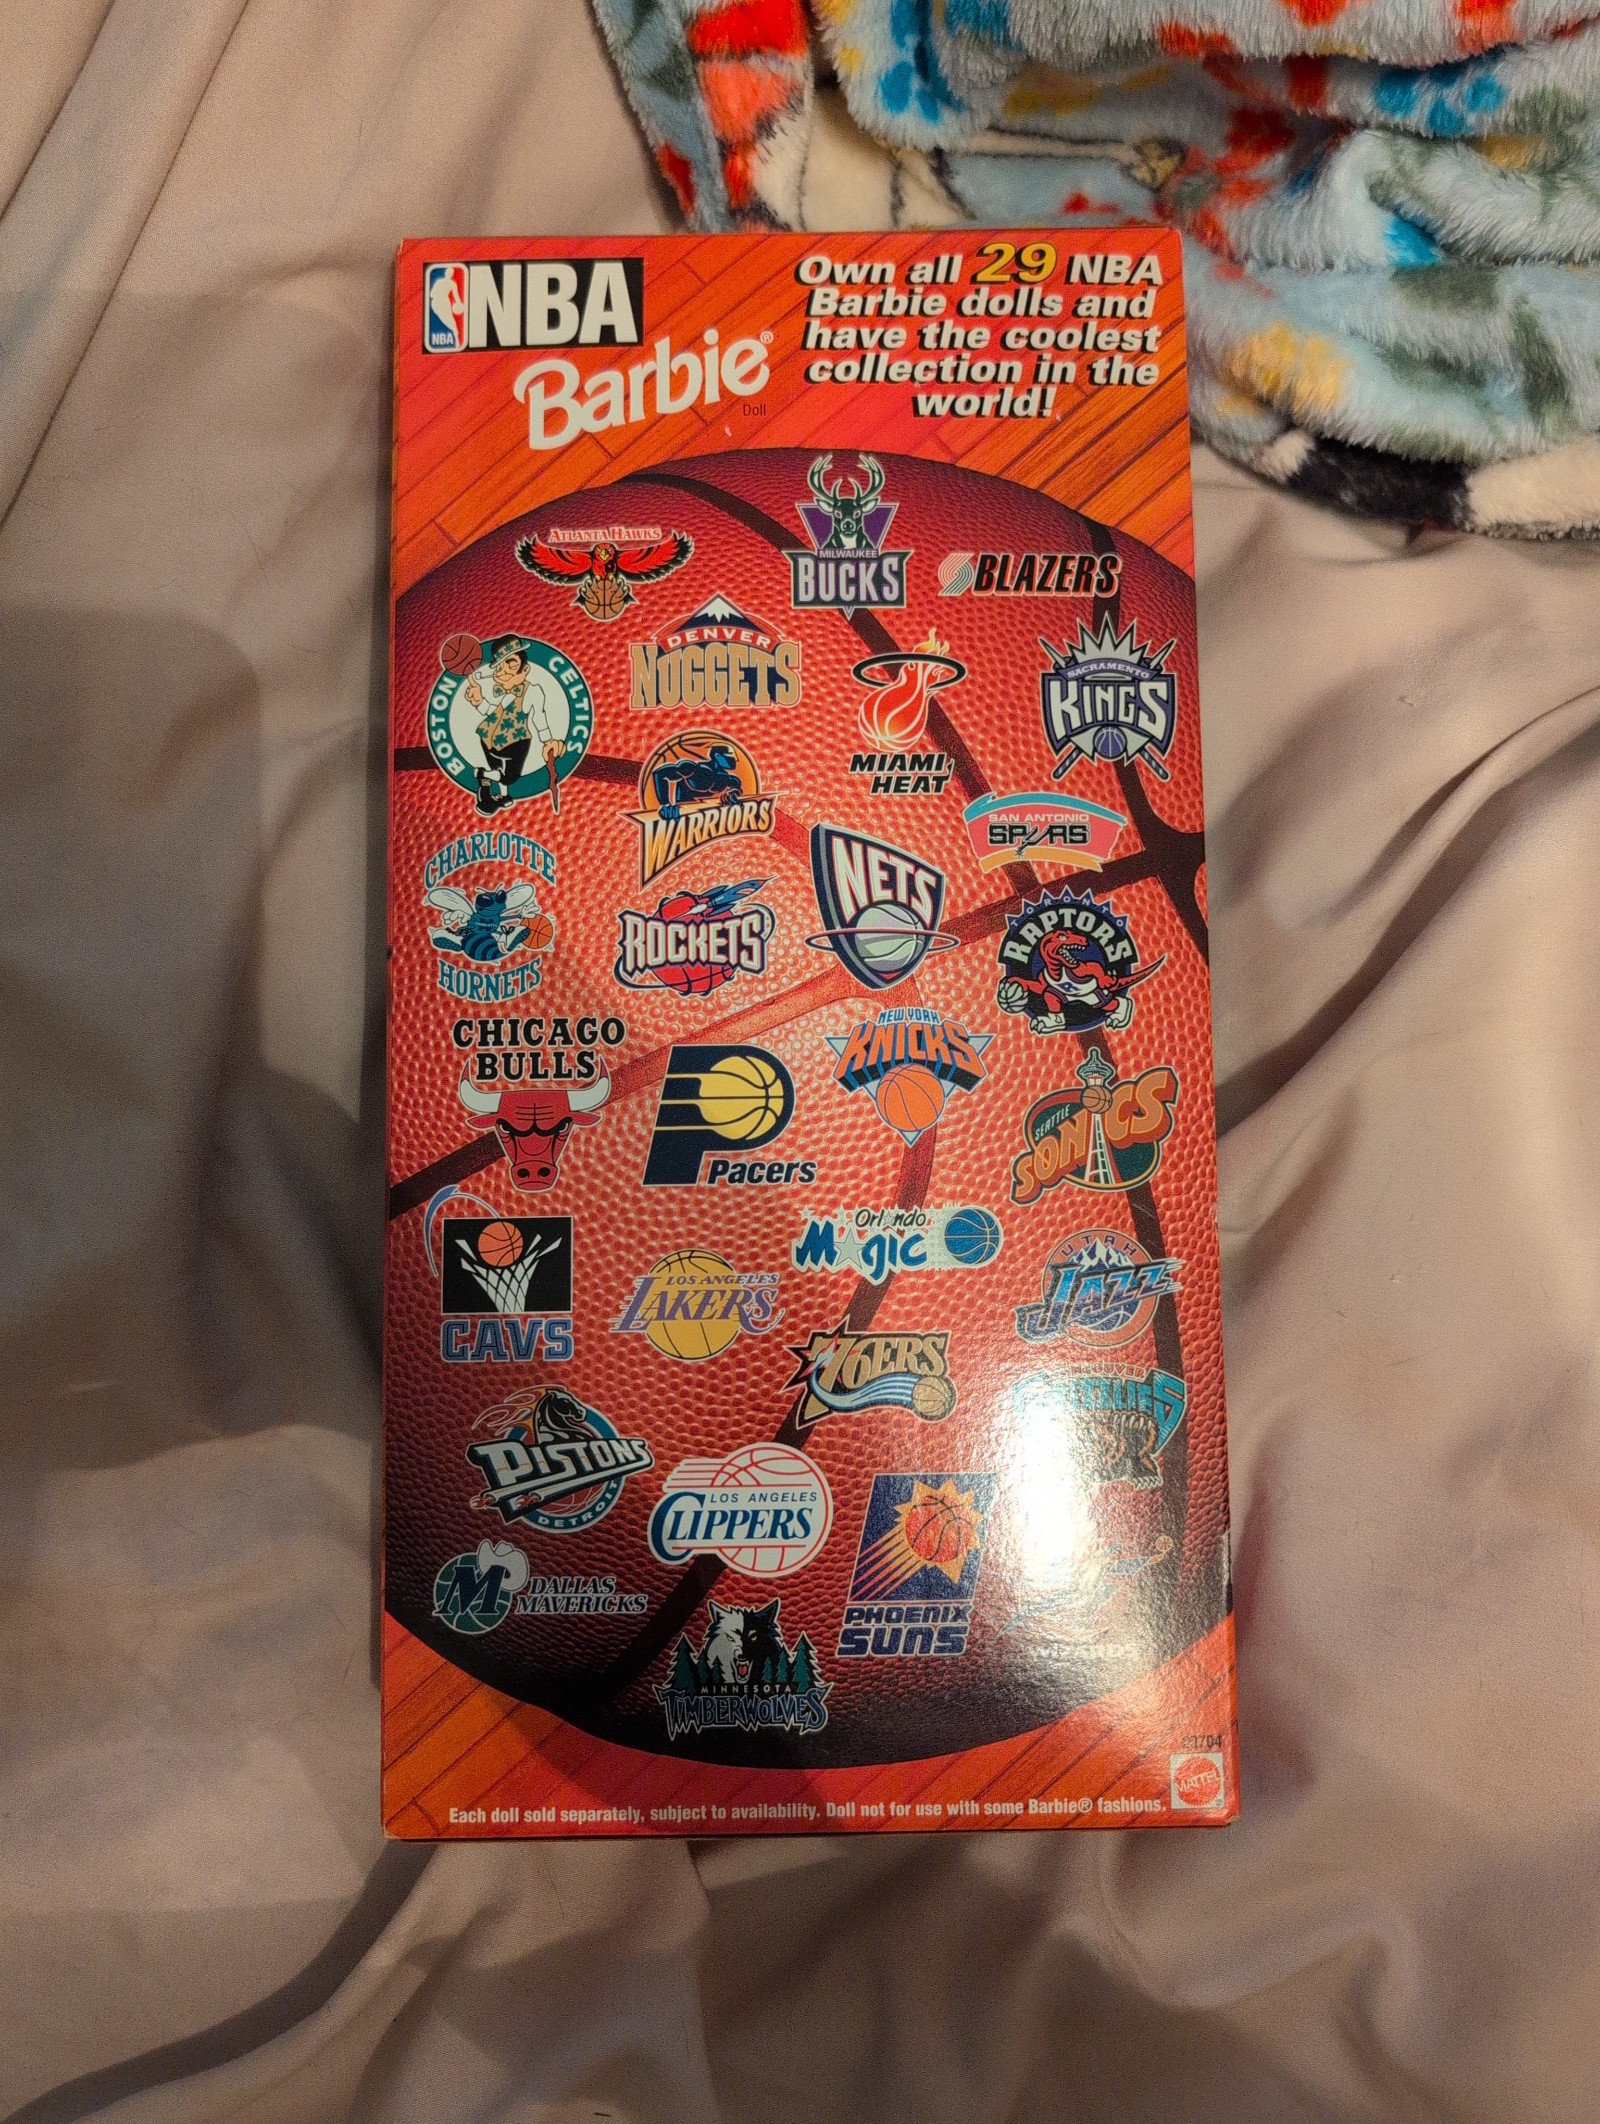 NBA
NBA
Barbie®
Doll
Own all 29 NBA
Barbie dolls and
have the coolest
collection in the
world!
ATLANTA HAWKS
MILWAUKEE
BUCKS
BLAZERS
BOSTON CELTICS
DENVER
NUGGETS
MIAMI
HEAT
SACRAMENTO
KINGS
WARRIORS
SAN ANTONIO
SPURS
CHARLOTTE
HORNETS
ROCKETS
NETS
TORONTO
RAPTORS
CHICAGO
BULLS
Pacers
NEW YORK
KNICKS
SEATTLE
SONICS
CAVS
LOS ANGELES
LAKERS
Orlando
Magic
UTAH
JAZZ
76ERS
PISTONS
DETROIT
LOS ANGELES
CLIPPERS
PHOENIX
SUNS
M DALLAS
MAVERICKS
MINNESOTA
TIMBERWOLVES
MATTEL
Each doll sold separately, subject to availability. Doll not for use with some Barbie® fashions.